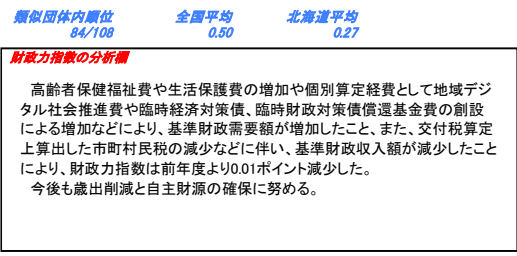 類似団体内順位 全国平均 北海道平均
84/108 0.50 0.27
財政力指数の分析欄
高齢者保健福祉費や生活保護費の増加や個別算定経費として地域デジ
タル社会推進費や臨時経済対策債、臨時財政対策債償還基金費の創設
による増加などにより、基準財政需要額が増加したこと、また、交付税算定
上算出した市町村民税の減少などに伴い、基準財政収入額が減少したこと
により、財政力指数は前年度より0.01ポイント減少した。
今後も歳出削減と自主財源の確保に努める。